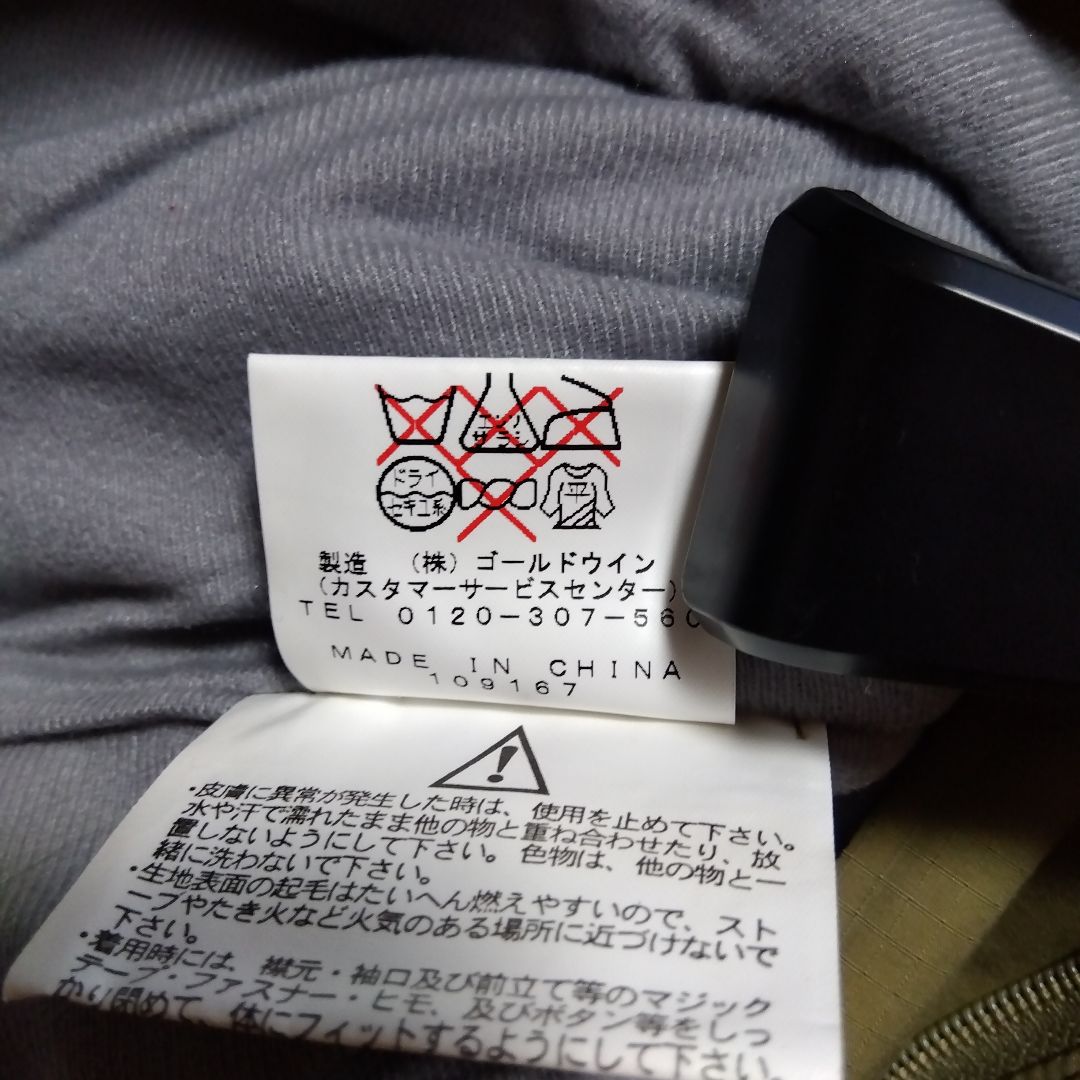 エンソ
サラシ
ドライ
セキユ系
平
製造 （株）ゴールドウイン
（カスタマーサービスセンター）
TEL 0120-307-560
MADE IN CHINA
109167
・皮膚に異常が発生した時は、使用を止めて下さい。
水や汗で濡れたまま他の物と重ね合わせたり、放
置しないようにして下さい。色物は、他の物と一
緒に洗わないで下さい。
・生地表面の起毛はたいへん燃えやすいので、スト
ーブやたき火など火気のある場所に近づけないで
下さい。
・着用時には、襟元・袖口及び前立て等のマジック
テープ・ファスナー・ヒモ、及びボタン等をしっ
かり閉めて、体にフィットするようにして下さい。